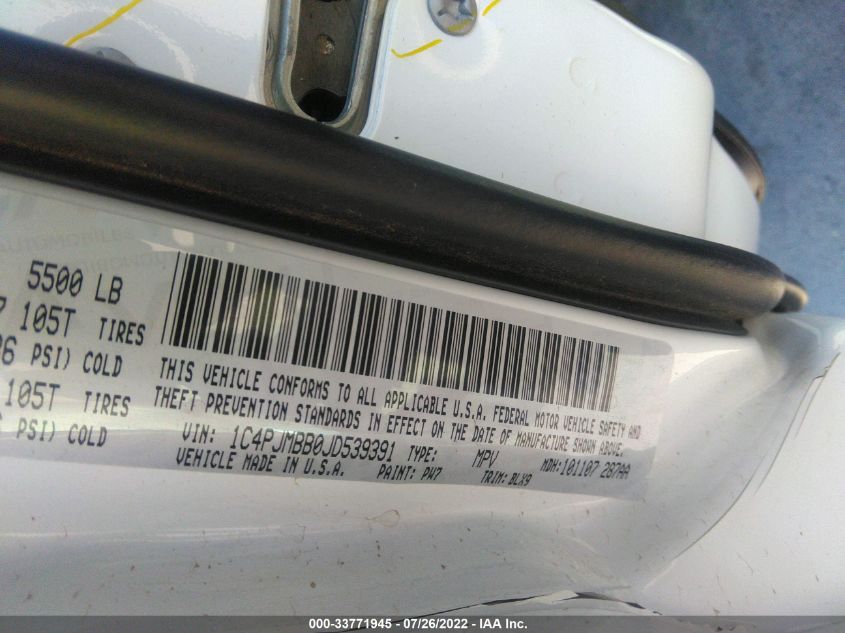 5500 LB
105T TIRES
PSI) COLD
105T TIRES
PSI) COLD
THIS VEHICLE CONFORMS TO ALL APPLICABLE U.S.A. FEDERAL MOTOR VEHICLE SAFETY AND
THEFT PREVENTION STANDARDS IN EFFECT ON THE DATE OF MANUFACTURE SHOWN ABOVE.
VIN: 1C4PJMBB0JD539391 TYPE: MPV MDH: 101107 287AA
VEHICLE MADE IN U.S.A. PAINT: PW7 TRIM: BLX9
000-33771945 07/26/2022 - IAA Inc.